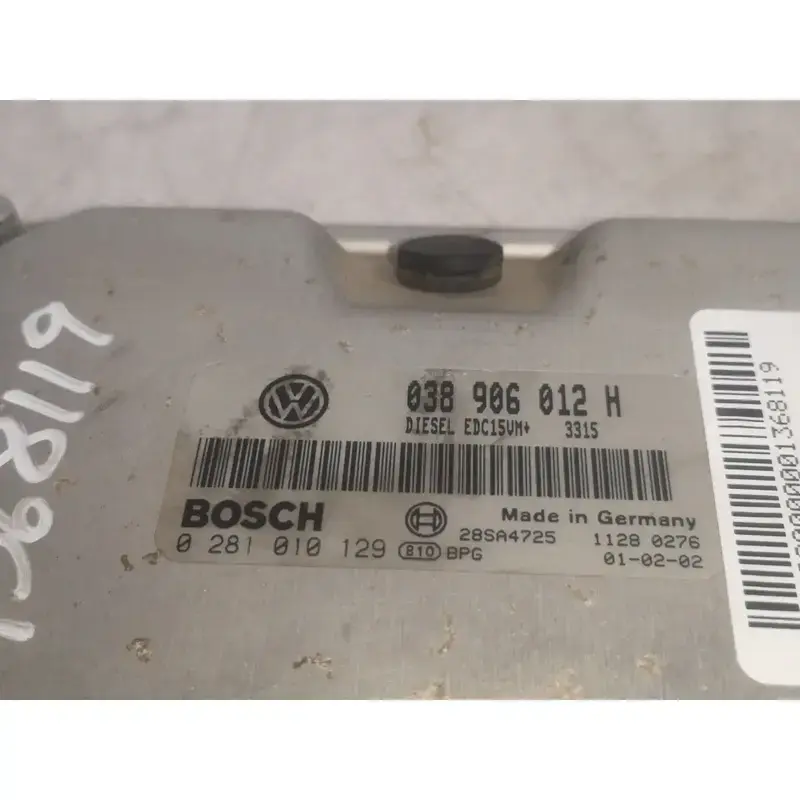 038 906 012 H
DIESEL EDC15VM+ 3315
BOSCH
Made in Germany
0 281 010 129
28SA4725 1128 0276
810 BPG 01-02-02
1368119